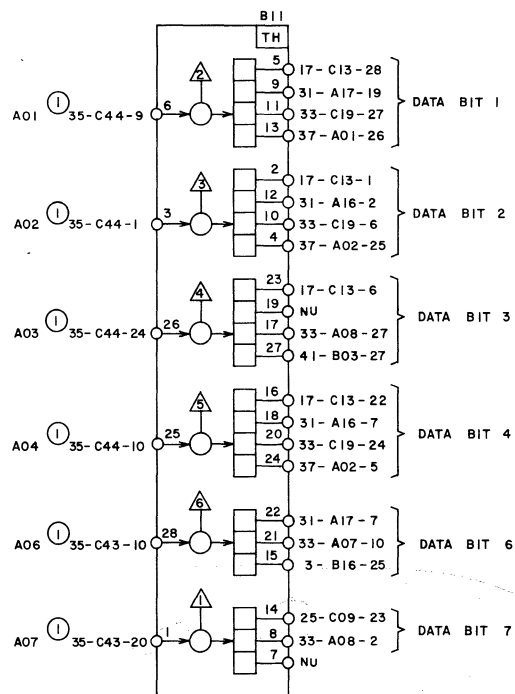 B11
TH
2
5 17-C13-28
9 31-A17-19
A01 1 35-C44-9 6 11 33-C19-27 DATA BIT 1
13 37-A01-26
3
2 17-C13-1
12 31-A16-2
A02 1 35-C44-1 3 10 33-C19-6 DATA BIT 2
4 37-A02-25
4
23 17-C13-6
19 NU
A03 1 35-C44-24 26 17 33-A08-27 DATA BIT 3
27 41-B03-27
5
16 17-C13-22
18 31-A16-7
A04 1 35-C44-10 25 20 33-C19-24 DATA BIT 4
24 37-A02-5
6
22 31-A17-7
A06 1 35-C43-10 28 21 33-A07-10 DATA BIT 6
15 3-B16-25
1
14 25-C09-23
A07 1 35-C43-20 1 8 33-A08-2 DATA BIT 7
7 NU